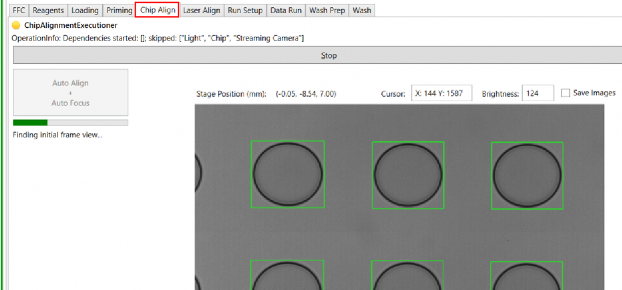 FFC Reagents Loading Priming Chip Align Laser Align Run Setup Data Run Wash Prep Wash
ChipAlignmentExecutioner
OperationInfo: Dependencies started: []; skipped: ["Light", "Chip", "Streaming Camera"]
Stop
Auto Align
+
Auto Focus
Stage Position (mm): (-0.05, -8.54, 7.00) Cursor: X: 144 Y: 1587 Brightness: 124 Save Images
Finding initial frame view..